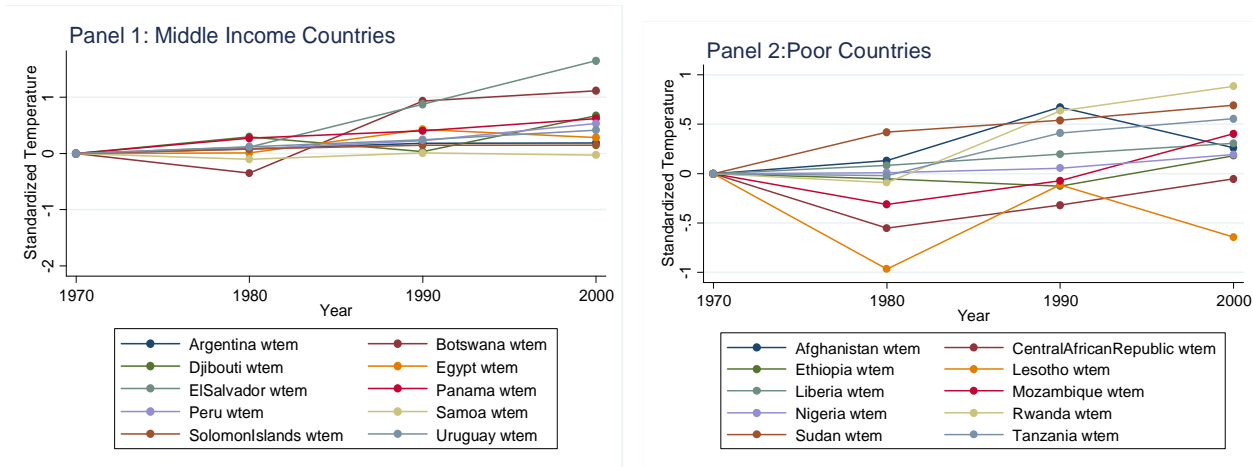 Panel 1: Middle Income Countries
Standardized Temperature
1
0
-1
-2
1970
1980
1990
2000
Year
Argentina wtem
Botswana wtem
Djibouti wtem
Egypt wtem
ElSalvador wtem
Panama wtem
Peru wtem
Samoa wtem
SolomonIslands wtem
Uruguay wtem
Panel 2:Poor Countries
Standardized Temperature
1
.5
0
-.5
-1
1970
1980
1990
2000
Year
Afghanistan wtem
CentralAfricanRepublic wtem
Ethiopia wtem
Lesotho wtem
Liberia wtem
Mozambique wtem
Nigeria wtem
Rwanda wtem
Sudan wtem
Tanzania wtem